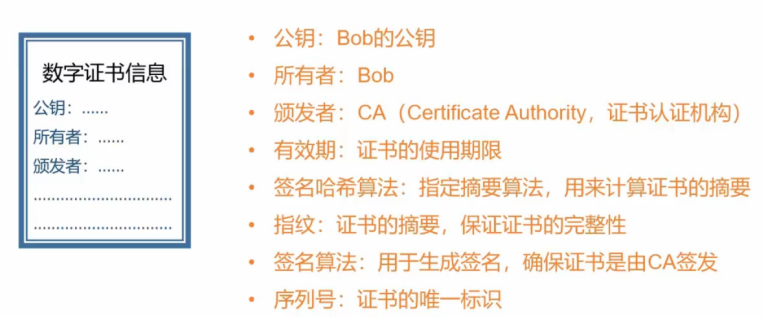 数字证书信息
公钥：......
所有者：......
颁发者：......
................................
................................
• 公钥：Bob的公钥
• 所有者：Bob
• 颁发者：CA（Certificate Authority，证书认证机构）
• 有效期：证书的使用期限
• 签名哈希算法：指定摘要算法，用来计算证书的摘要
• 指纹：证书的摘要，保证证书的完整性
• 签名算法：用于生成签名，确保证书是由CA签发
• 序列号：证书的唯一标识